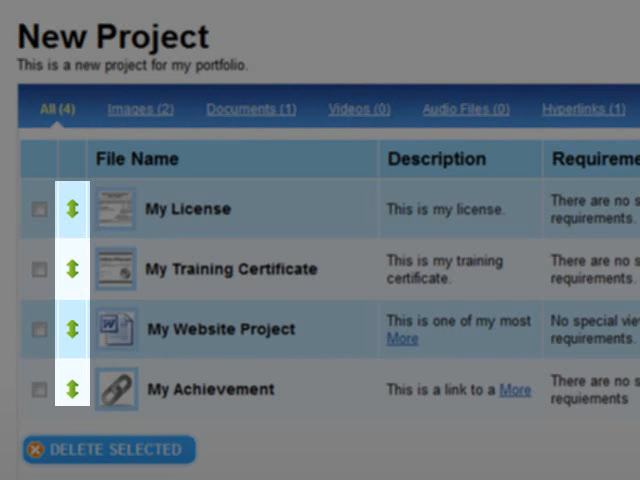 New Project
This is a new project for my portfolio.
All (4) Images (2) Documents (1) Videos (0) Audio Files (0) Hyperlinks (1)
File Name Description Requireme
My License This is my license. There are no s
requirements.
My Training Certificate This is my training There are no s
certificate. requirements.
My Website Project This is one of my most No special vie
More requirements.
My Achievement This is a link to a More There are no s
requiements
DELETE SELECTED